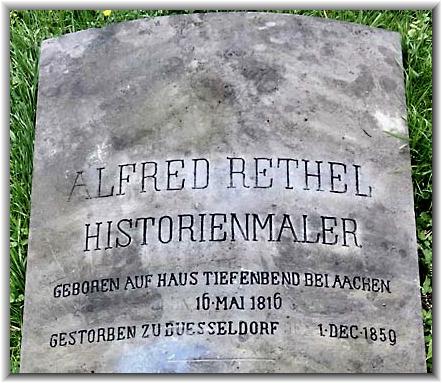 ALFRED RETHEL
HISTORIENMALER
GEBOREN AUF HAUS TIEFENBEND BEI AACHEN
16·MAI 1816
GESTORBEN ZU DUESSELDORF 1·DEC·1859